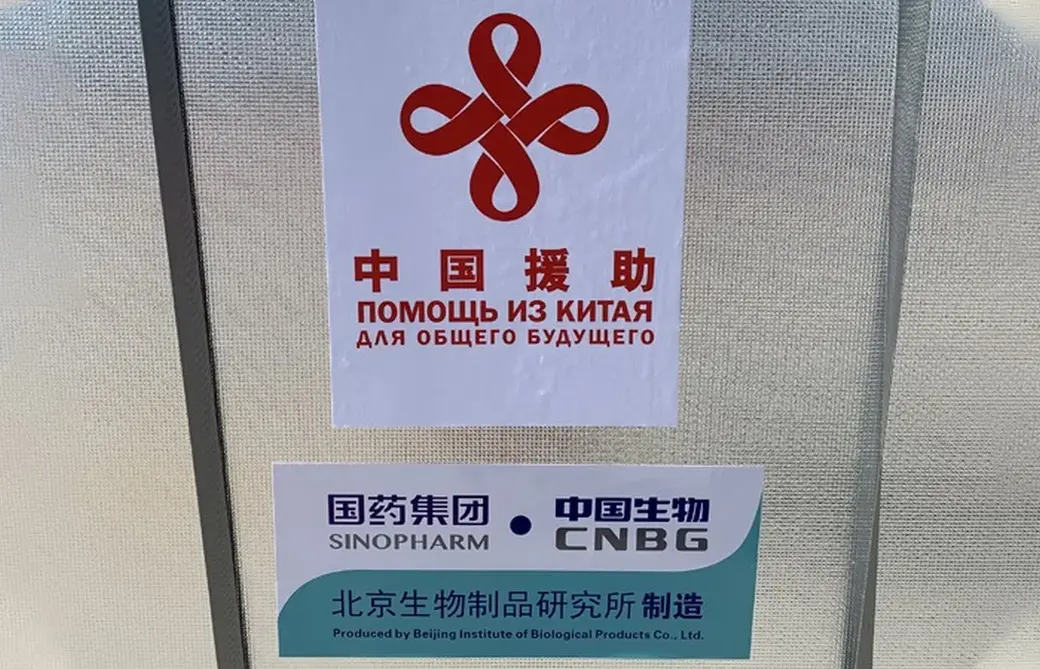 中国援助
ПОМОЩЬ ИЗ КИТАЯ
ДЛЯ ОБЩЕГО БУДУЩЕГО
国药集团 • 中国生物
SINOPHARM CNBG
北京生物制品研究所 制造
Produced by Beijing Institute of Biological Products Co., Ltd.